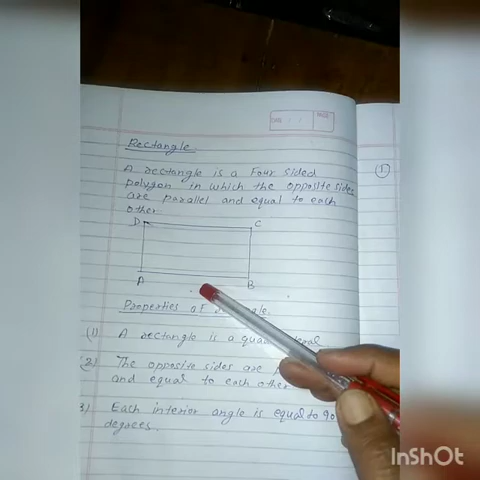 Rectangle.
A rectangle is a Four sided
polygon in which the opposite sides
are parallel and equal to each
other.
D C
A B
Properties of
(1) A rectangle is a
(2) The opposite sides are
and equal to each other
3) Each interior angle is equal to 90
degrees.
(1)
InShOt